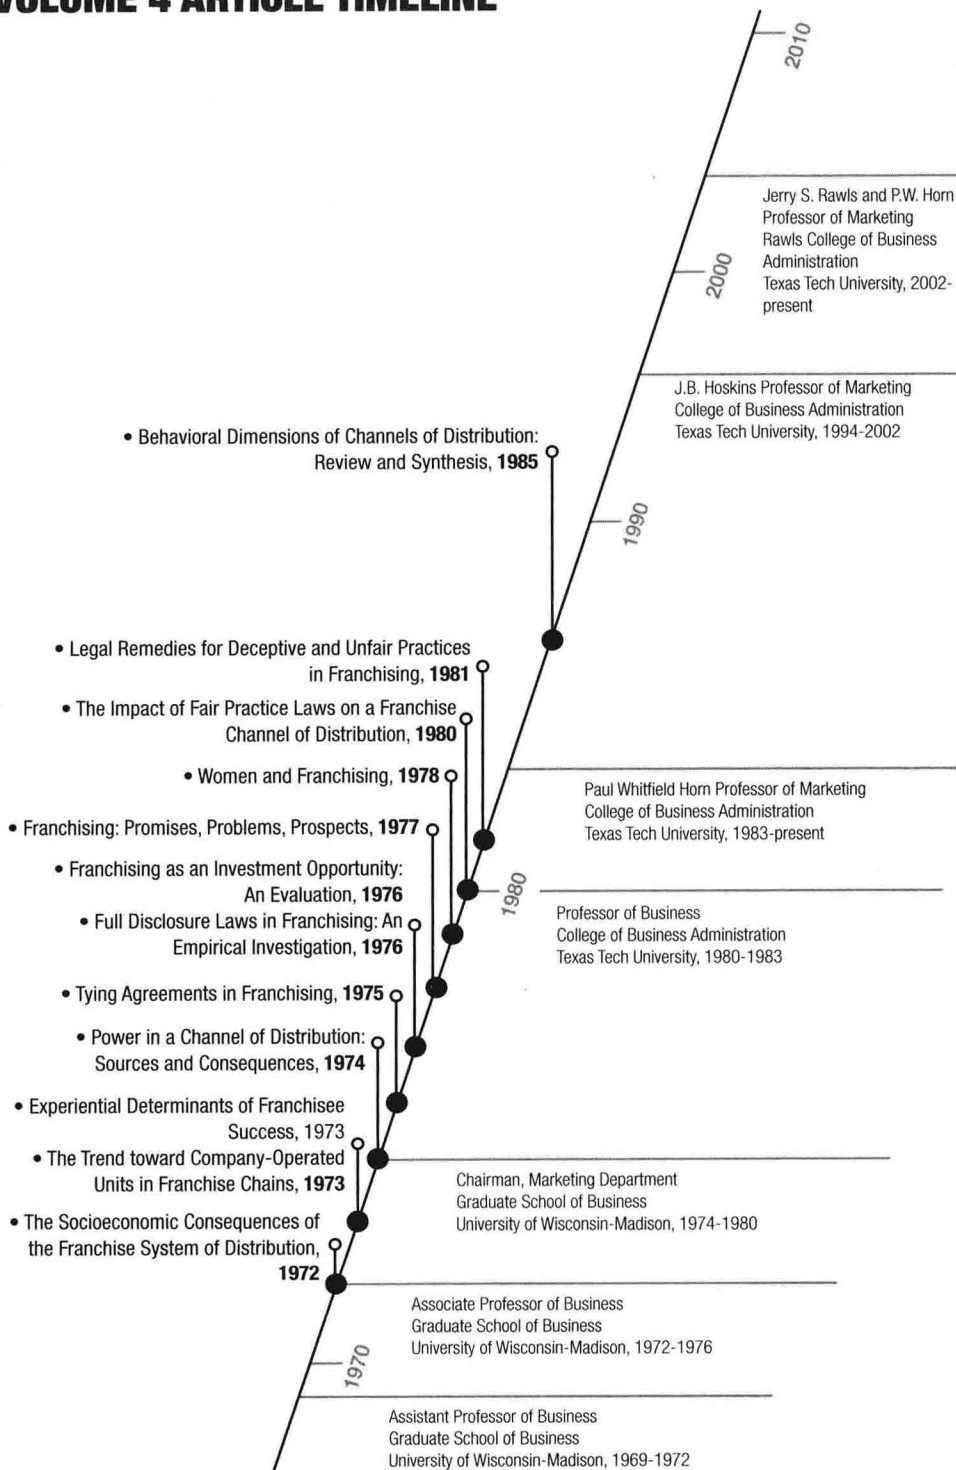 VOLUME 4 ARTICLE TIMELINE
2010
Jerry S. Rawls and P.W. Horn
Professor of Marketing
Rawls College of Business
Administration
Texas Tech University, 2002-
present
2000
J.B. Hoskins Professor of Marketing
College of Business Administration
Texas Tech University, 1994-2002
• Behavioral Dimensions of Channels of Distribution:
Review and Synthesis, 1985
1990
• Legal Remedies for Deceptive and Unfair Practices
in Franchising, 1981
• The Impact of Fair Practice Laws on a Franchise
Channel of Distribution, 1980
• Women and Franchising, 1978
Paul Whitfield Horn Professor of Marketing
College of Business Administration
Texas Tech University, 1983-present
• Franchising: Promises, Problems, Prospects, 1977
• Franchising as an Investment Opportunity:
An Evaluation, 1976
1980
• Full Disclosure Laws in Franchising: An
Empirical Investigation, 1976
Professor of Business
College of Business Administration
Texas Tech University, 1980-1983
• Tying Agreements in Franchising, 1975
• Power in a Channel of Distribution:
Sources and Consequences, 1974
• Experiential Determinants of Franchisee
Success, 1973
• The Trend toward Company-Operated
Units in Franchise Chains, 1973
Chairman, Marketing Department
Graduate School of Business
University of Wisconsin-Madison, 1974-1980
• The Socioeconomic Consequences of
the Franchise System of Distribution,
1972
Associate Professor of Business
Graduate School of Business
University of Wisconsin-Madison, 1972-1976
1970
Assistant Professor of Business
Graduate School of Business
University of Wisconsin-Madison, 1969-1972